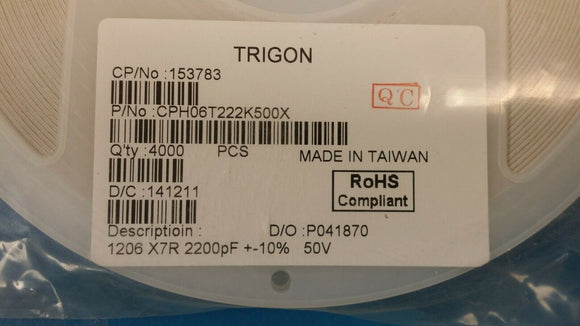 TRIGON
CP/No :153783
QC
P/No :CPH06T222K500X
Q'ty :4000 PCS
MADE IN TAIWAN
RoHS
Compliant
D/C :141211
Descriptioin : D/O :P041870
1206 X7R 2200pF +-10% 50V